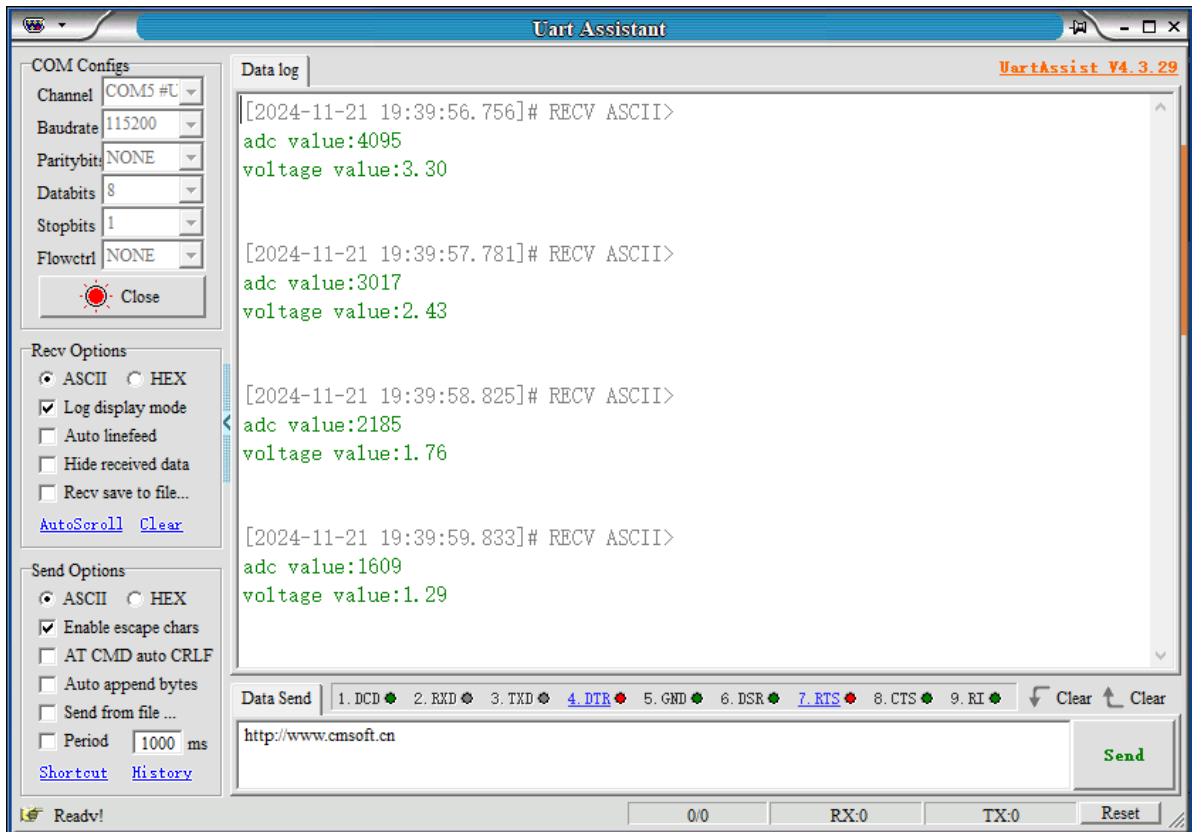 Uart Assistant
COM Configs
Channel COM5 #U
Baudrate 115200
Paritybits NONE
Databits 8
Stopbits 1
Flowctrl NONE
Close
Recv Options
ASCII HEX
Log display mode
Auto linefeed
Hide received data
Recv save to file...
AutoScroll Clear
Send Options
ASCII HEX
Enable escape chars
AT CMD auto CRLF
Auto append bytes
Send from file ...
Period 1000 ms
Shortcut History
Data log
UartAssist V4.3.29
[2024-11-21 19:39:56.756]# RECV ASCII>
adc value:4095
voltage value:3.30
[2024-11-21 19:39:57.781]# RECV ASCII>
adc value:3017
voltage value:2.43
[2024-11-21 19:39:58.825]# RECV ASCII>
adc value:2185
voltage value:1.76
[2024-11-21 19:39:59.833]# RECV ASCII>
adc value:1609
voltage value:1.29
Data Send 1. DCD 2. RXD 3. TXD 4. DTR 5. GND 6. DSR 7. RTS 8. CTS 9. RI Clear Clear
http://www.cmsoft.cn
Send
Ready! 0/0 RX:0 TX:0 Reset